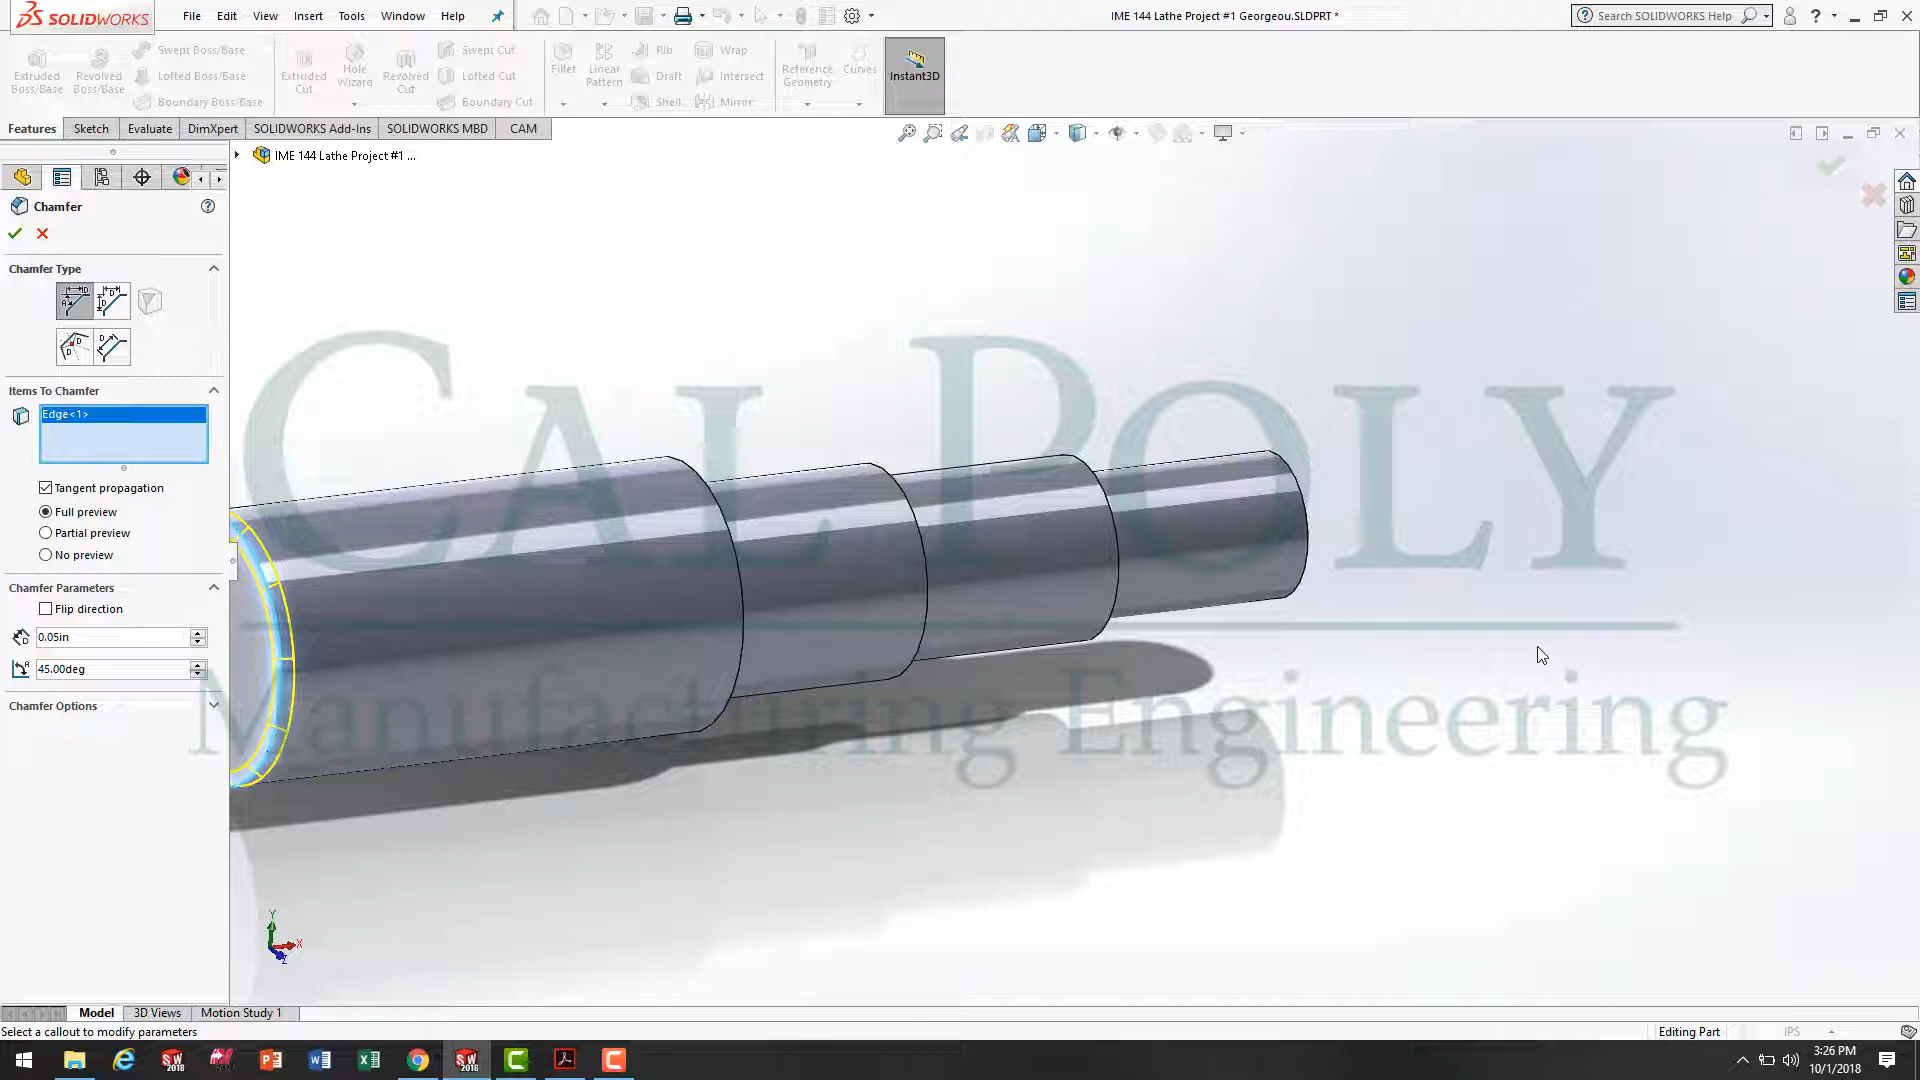 SOLIDWORKS File Edit View Insert Tools Window Help
IME 144 Lathe Project #1 Georgeou.SLDPRT *
Search SOLIDWORKS Help
Extruded Boss/Base
Revolved Boss/Base
Swept Boss/Base
Lofted Boss/Base
Boundary Boss/Base
Extruded Cut
Hole Wizard
Revolved Cut
Swept Cut
Lofted Cut
Boundary Cut
Fillet
Linear Pattern
Rib
Draft
Shell
Wrap
Intersect
Mirror
Reference Geometry
Curves
Instant3D
Features Sketch Evaluate DimXpert SOLIDWORKS Add-Ins SOLIDWORKS MBD CAM
IME 144 Lathe Project #1 ...
Chamfer
Chamfer Type
Items To Chamfer
Edge<1>
Tangent propagation
Full preview
Partial preview
No preview
Chamfer Parameters
Flip direction
0.05in
45.00deg
Chamfer Options
CAL POLY
Manufacturing Engineering
Y
X
Z
Model 3D Views Motion Study 1
Select a callout to modify parameters
Editing Part
IPS
3:26 PM
10/1/2018